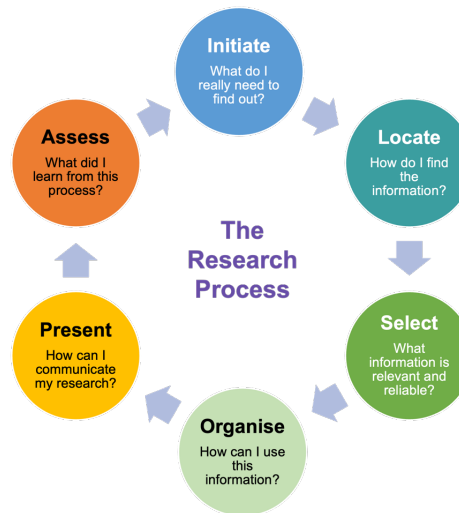 Initiate
What do I
really need to
find out?
Locate
How do I find
the
information?
Select
What
information is
relevant and
reliable?
Organise
How can I use
this
information?
Present
How can I
communicate
my research?
Assess
What did I
learn from this
process?
The
Research
Process